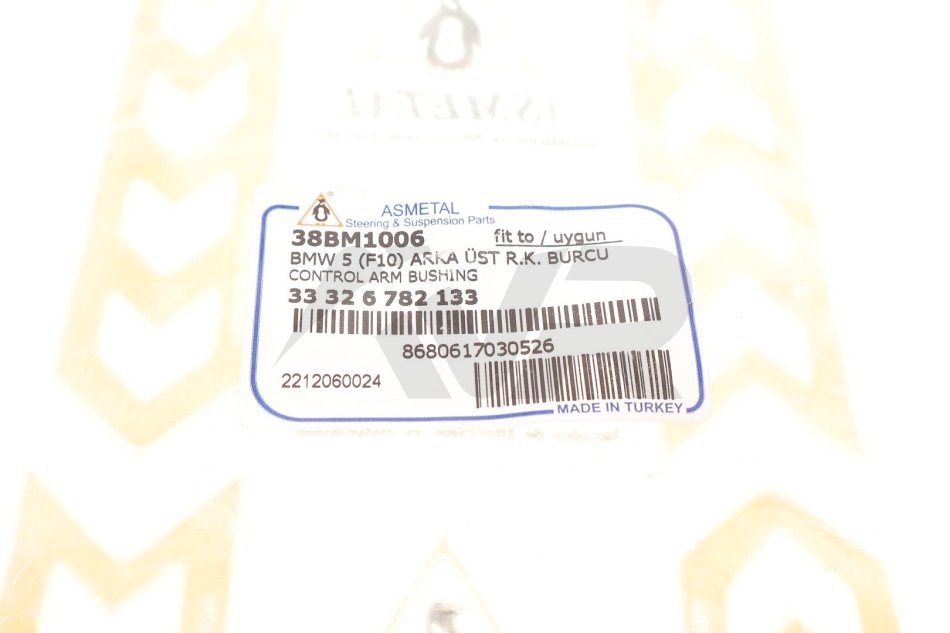 ASMETAL
ASMETAL
Steering & Suspension Parts
38BM1006 fit to / uygun
BMW 5 (F10) ARKA ÜST R.K. BURCU
CONTROL ARM BUSHING
33 32 6 782 133
8680617030526
2212060024
MADE IN TURKEY